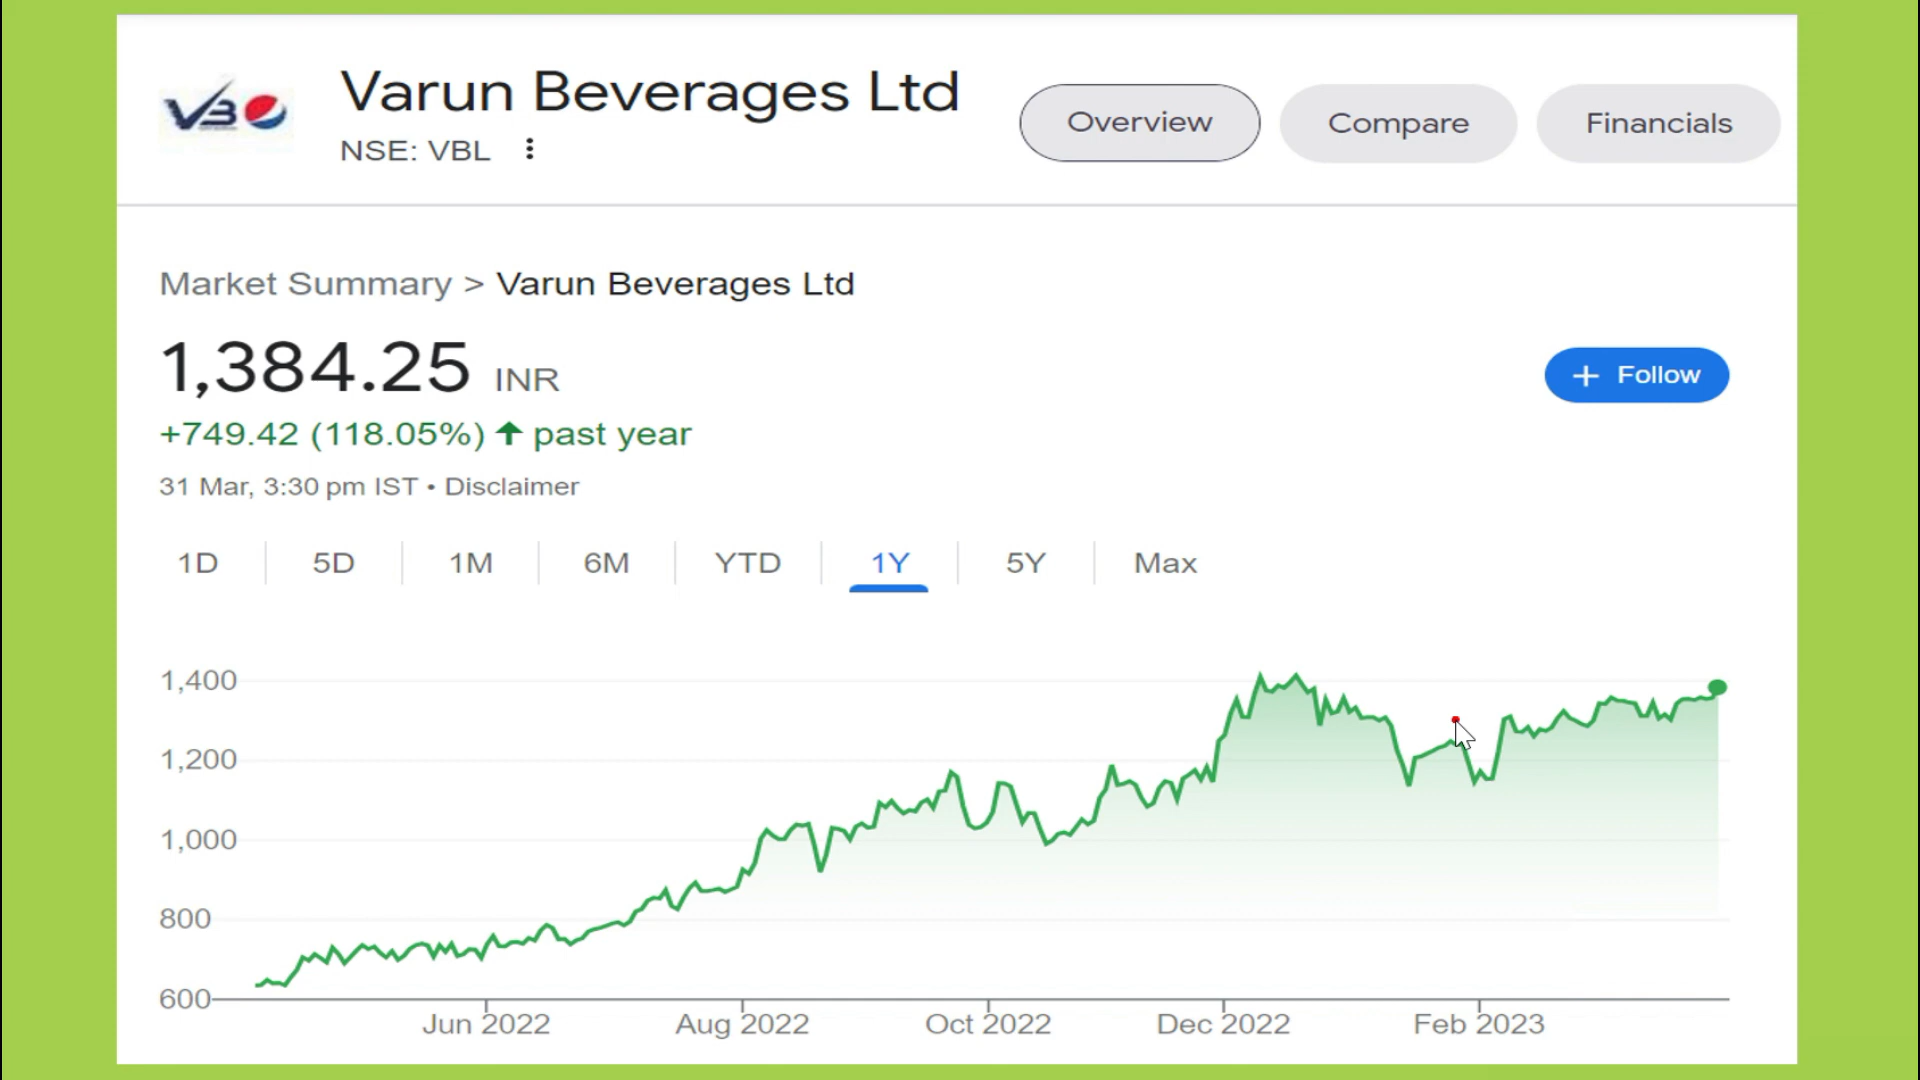 VB
Varun Beverages Ltd
NSE: VBL
Overview
Compare
Financials
Market Summary > Varun Beverages Ltd
1,384.25 INR
+749.42 (118.05%) ↑ past year
31 Mar, 3:30 pm IST • Disclaimer
+ Follow
1D 5D 1M 6M YTD 1Y 5Y Max
1,400
1,200
1,000
800
600
Jun 2022 Aug 2022 Oct 2022 Dec 2022 Feb 2023